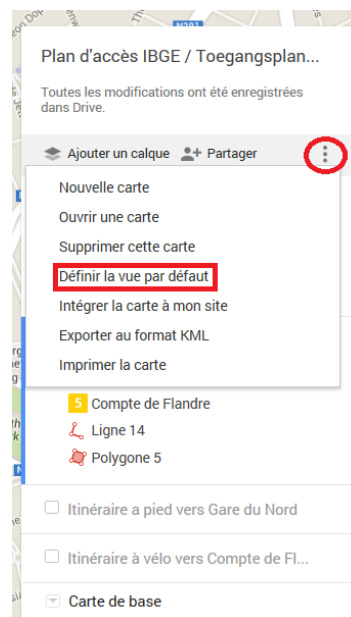 N201
Plan d'accès IBGE / Toegangsplan...
Toutes les modifications ont été enregistrées
dans Drive.
Ajouter un calque
Partager
Nouvelle carte
Ouvrir une carte
Supprimer cette carte
Définir la vue par défaut
Intégrer la carte à mon site
Exporter au format KML
Imprimer la carte
5 Compte de Flandre
Ligne 14
Polygone 5
Itinéraire a pied vers Gare du Nord
Itinéraire à vélo vers Compte de Fl...
Carte de base